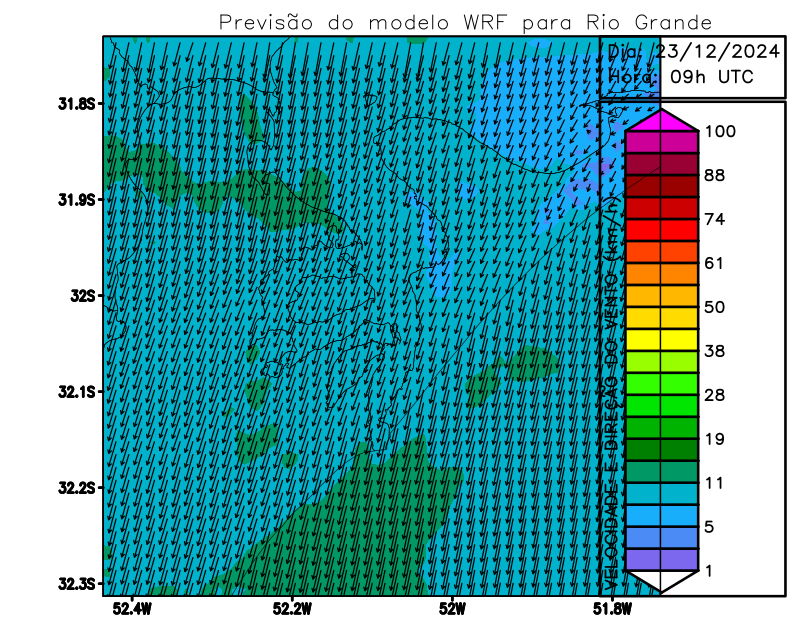 Previsão do modelo WRF para Rio Grande
Dia: 23/12/2024
Hora: 09h UTC
31.8S
31.9S
32S
32.1S
32.2S
32.3S
52.4W
52.2W
52W
51.8W
VELOCIDADE E DIREÇÃO DO VENTO (km/h)
100
88
74
61
50
38
28
19
11
5
1